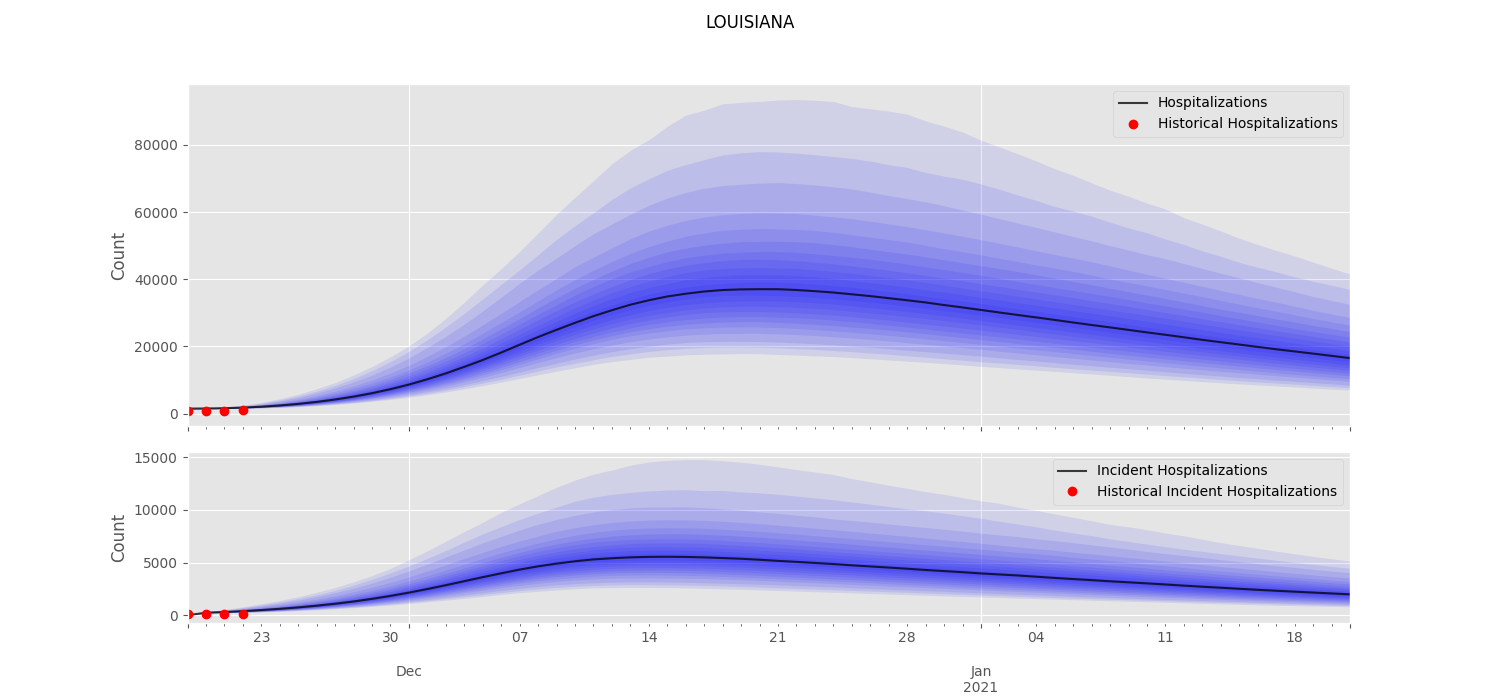 LOUISIANA
Hospitalizations
Historical Hospitalizations
Count
80000
60000
40000
20000
0
Incident Hospitalizations
Historical Incident Hospitalizations
Count
15000
10000
5000
0
23 30 07 14 21 28 04 11 18
Dec Jan
2021